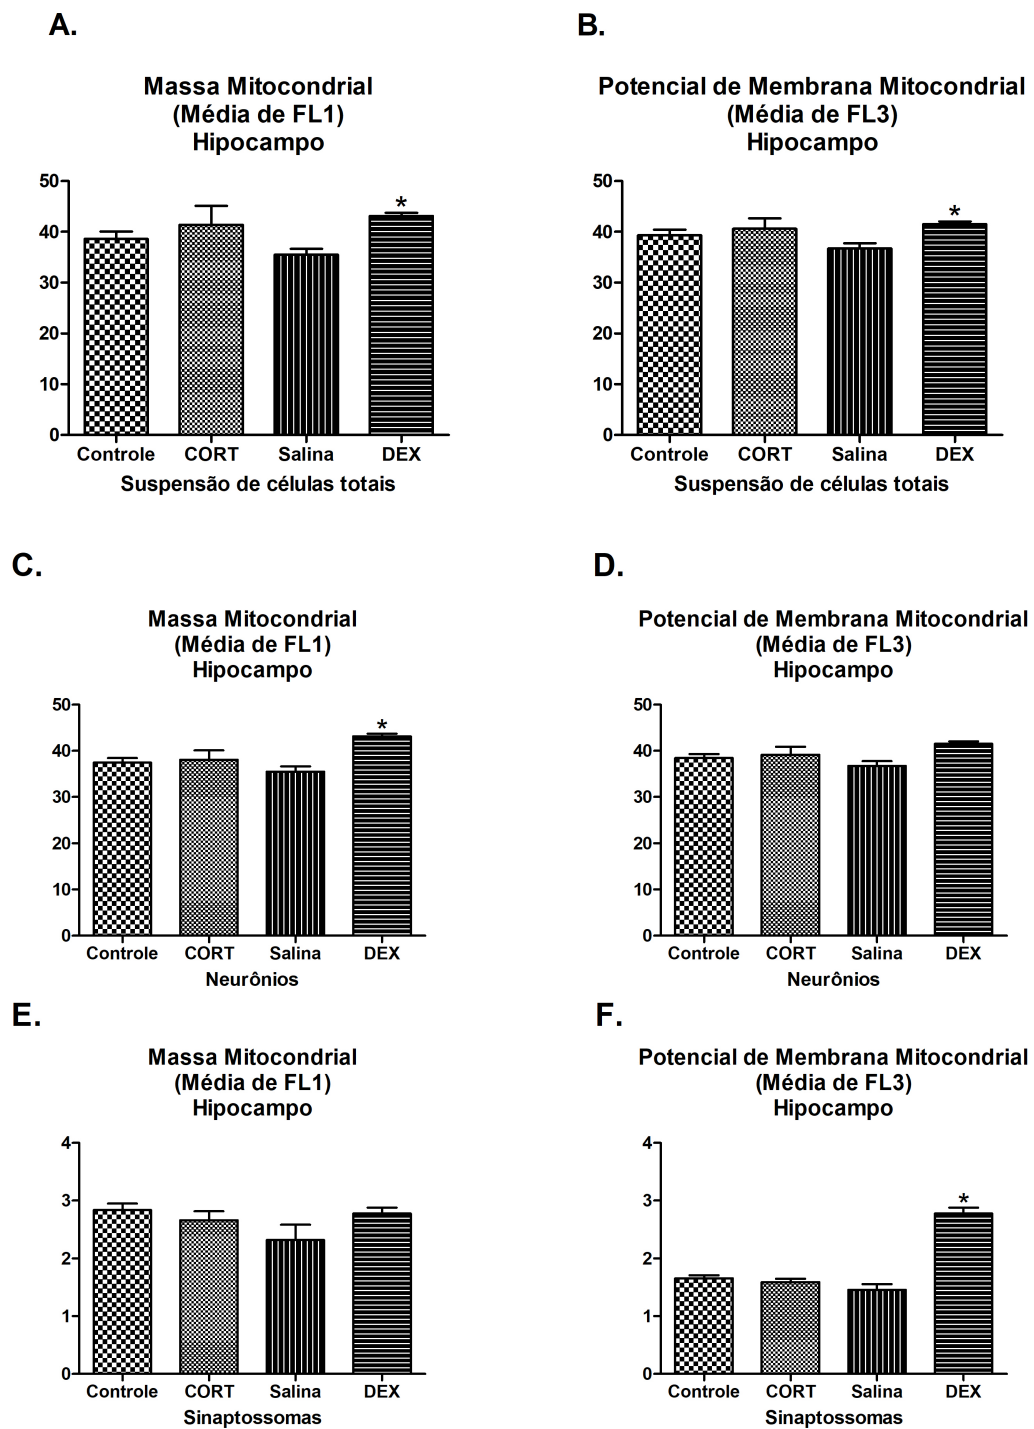 A.
Massa Mitocondrial
(Média de FL1)
Hipocampo
50
40
30
20
10
0
*
Controle CORT Salina DEX
Suspensão de células totais
B.
Potencial de Membrana Mitocondrial
(Média de FL3)
Hipocampo
50
40
30
20
10
0
*
Controle CORT Salina DEX
Suspensão de células totais
C.
Massa Mitocondrial
(Média de FL1)
Hipocampo
50
40
30
20
10
0
*
Controle CORT Salina DEX
Neurônios
D.
Potencial de Membrana Mitocondrial
(Média de FL3)
Hipocampo
50
40
30
20
10
0
Controle CORT Salina DEX
Neurônios
E.
Massa Mitocondrial
(Média de FL1)
Hipocampo
4
3
2
1
0
Controle CORT Salina DEX
Sinaptossomas
F.
Potencial de Membrana Mitocondrial
(Média de FL3)
Hipocampo
4
3
2
1
0
*
Controle CORT Salina DEX
Sinaptossomas